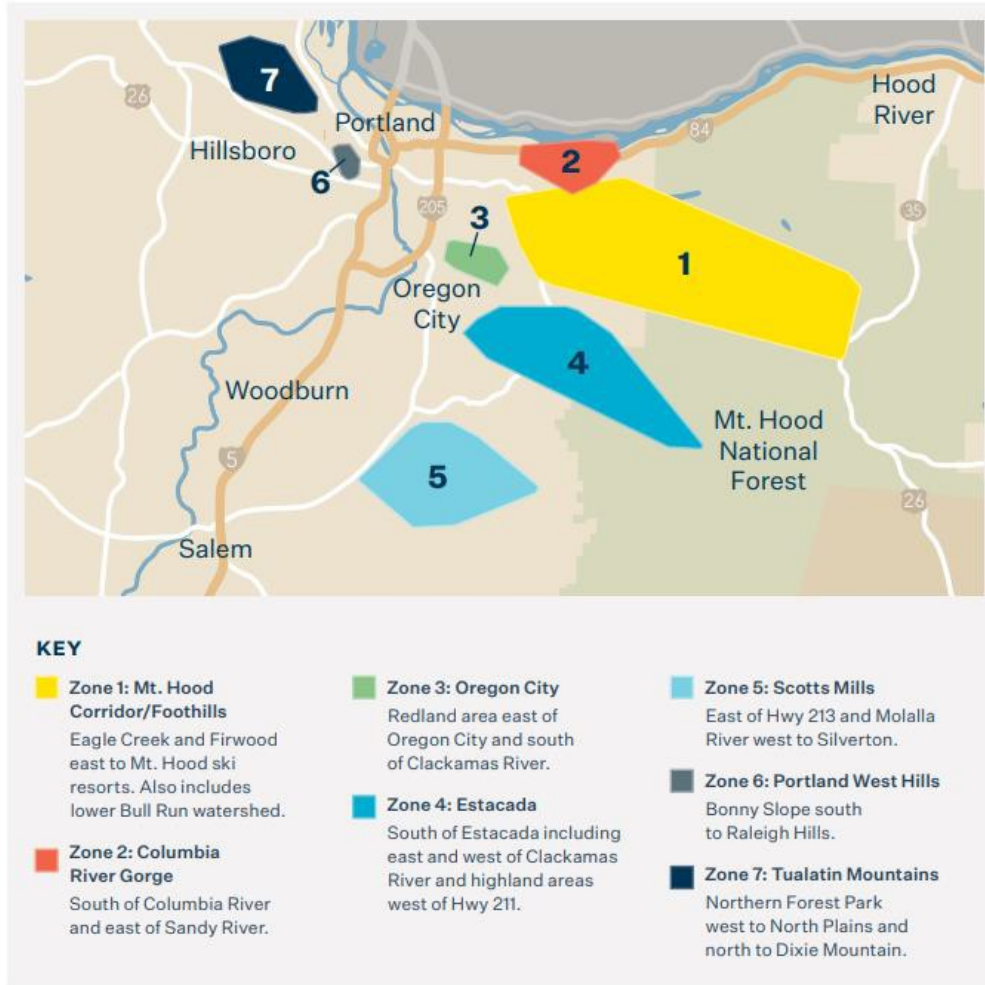 7
26
Hood
River
Portland
84
Hillsboro
2
6
205
3
35
1
Oregon
City
4
Woodburn
Mt. Hood
National
Forest
5
5
26
Salem
KEY
Zone 1: Mt. Hood
Corridor/Foothills
Eagle Creek and Firwood
east to Mt. Hood ski
resorts. Also includes
lower Bull Run watershed.
Zone 2: Columbia
River Gorge
South of Columbia River
and east of Sandy River.
Zone 3: Oregon City
Redland area east of
Oregon City and south
of Clackamas River.
Zone 4: Estacada
South of Estacada including
east and west of Clackamas
River and highland areas
west of Hwy 211.
Zone 5: Scotts Mills
East of Hwy 213 and Molalla
River west to Silverton.
Zone 6: Portland West Hills
Bonny Slope south
to Raleigh Hills.
Zone 7: Tualatin Mountains
Northern Forest Park
west to North Plains and
north to Dixie Mountain.